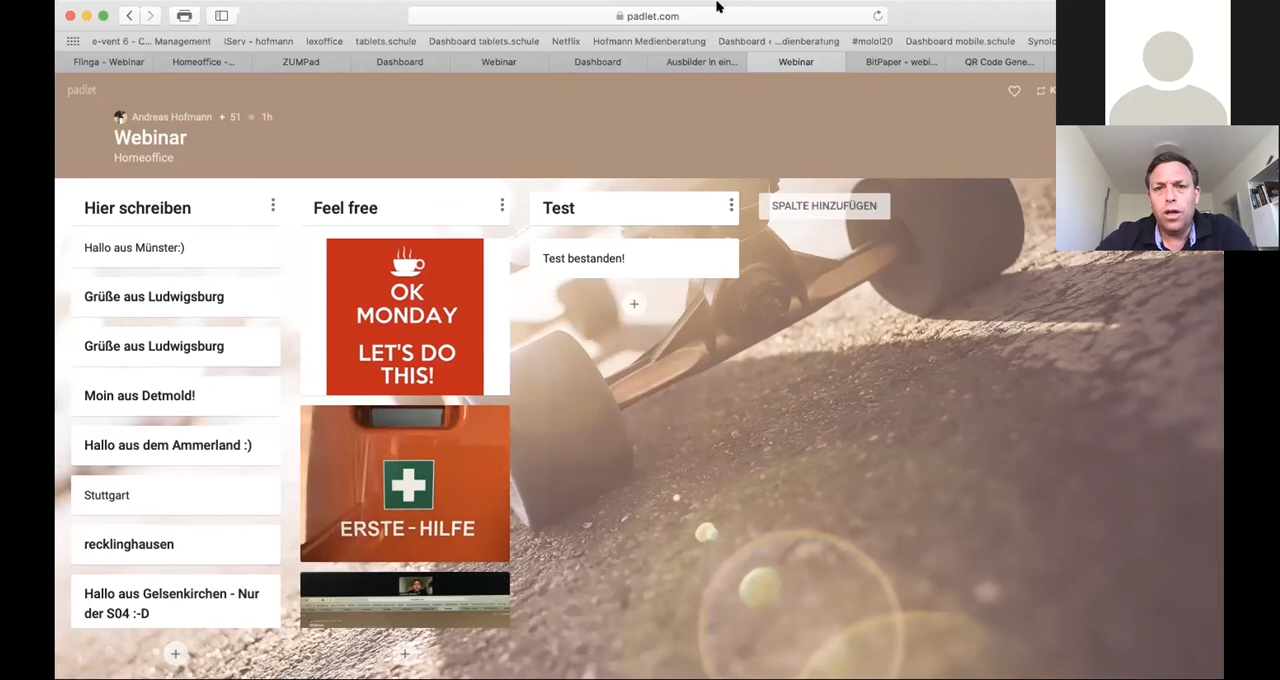 padlet.com
e-vent 6 - C... Management
iServ - hofmann
lexoffice
tablets.schule
Dashboard tablets.schule
Netflix
Hofmann Medienberatung
Dashboard ‹ ...dienberatung
#molol20
Dashboard mobile.schule
Synolo
Flinga - Webinar
Homeoffice -...
ZUMPad
Dashboard
Webinar
Dashboard
Ausbilder in ein...
Webinar
BitPaper - webi...
QR Code Gene...
padlet
K
Andreas Hofmann + 51 1h
Webinar
Homeoffice
Hier schreiben
Hallo aus Münster:)
Grüße aus Ludwigsburg
Grüße aus Ludwigsburg
Moin aus Detmold!
Hallo aus dem Ammerland :)
Stuttgart
recklinghausen
Hallo aus Gelsenkirchen - Nur
der S04 :-D
Feel free
OK
MONDAY
LET'S DO
THIS!
ERSTE-HILFE
Test
Test bestanden!
SPALTE HINZUFÜGEN